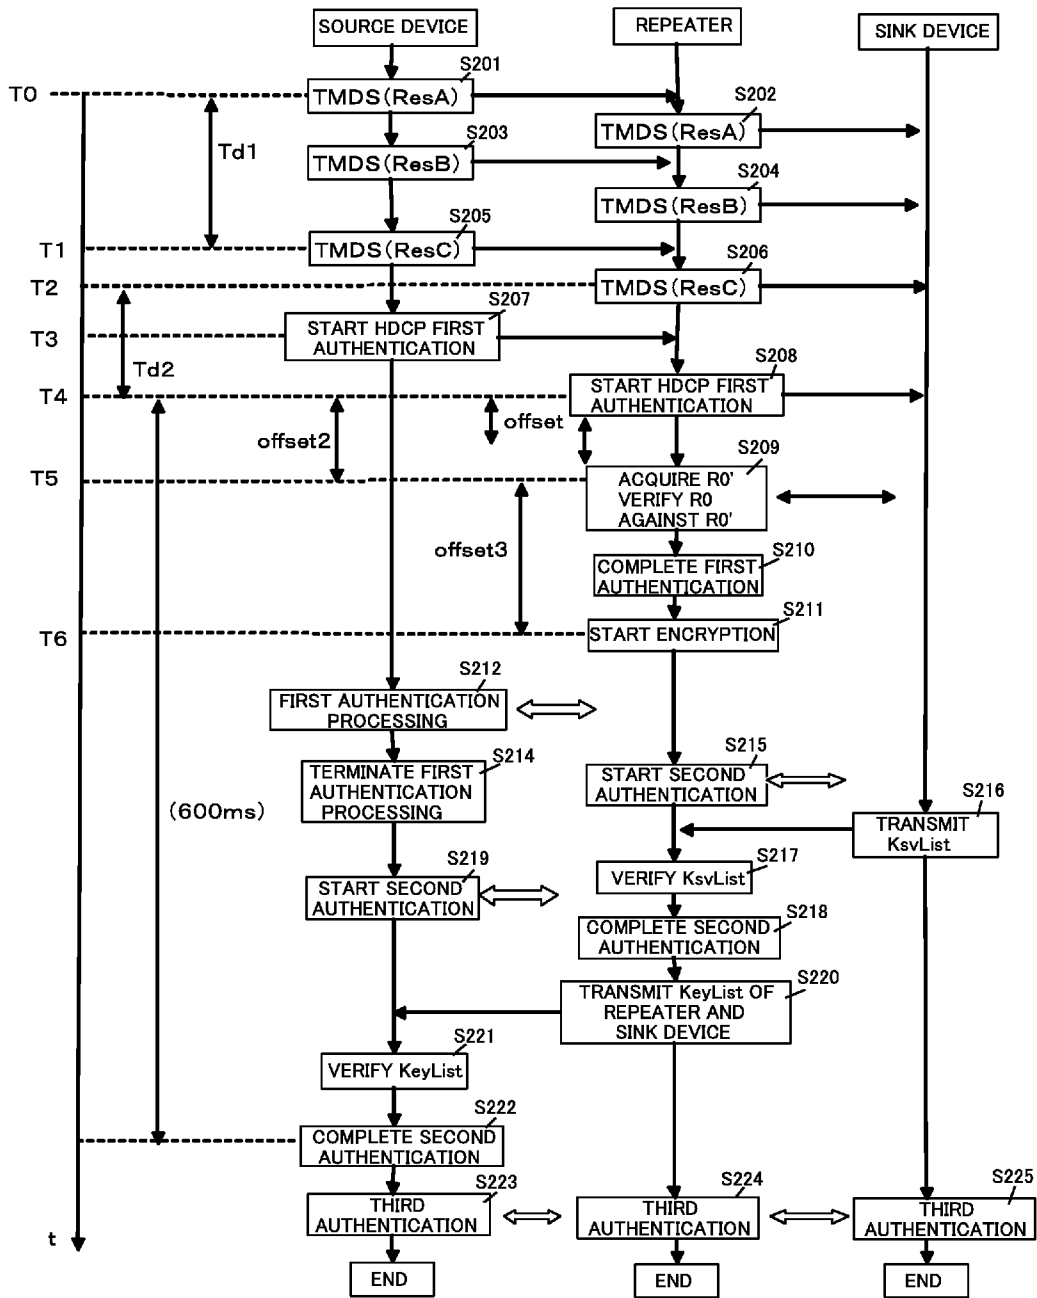 SOURCE DEVICE
REPEATER
SINK DEVICE
S201
T0
TMDS(ResA)
S202
TMDS(ResA)
Td1
S203
TMDS(ResB)
S204
TMDS(ResB)
S205
T1
TMDS(ResC)
S206
T2
TMDS(ResC)
S207
T3
START HDCP FIRST
AUTHENTICATION
Td2
S208
T4
START HDCP FIRST
AUTHENTICATION
offset
offset2
S209
T5
ACQUIRE R0'
VERIFY R0
AGAINST R0'
offset3
S210
COMPLETE FIRST
AUTHENTICATION
S211
T6
START ENCRYPTION
S212
FIRST AUTHENTICATION
PROCESSING
S214
TERMINATE FIRST
AUTHENTICATION
PROCESSING
S215
START SECOND
AUTHENTICATION
(600ms)
S216
TRANSMIT
KsvList
S217
VERIFY KsvList
S219
START SECOND
AUTHENTICATION
S218
COMPLETE SECOND
AUTHENTICATION
S220
TRANSMIT KeyList OF
REPEATER AND
SINK DEVICE
S221
VERIFY KeyList
S222
COMPLETE SECOND
AUTHENTICATION
S223
THIRD
AUTHENTICATION
S224
THIRD
AUTHENTICATION
S225
THIRD
AUTHENTICATION
t
END
END
END